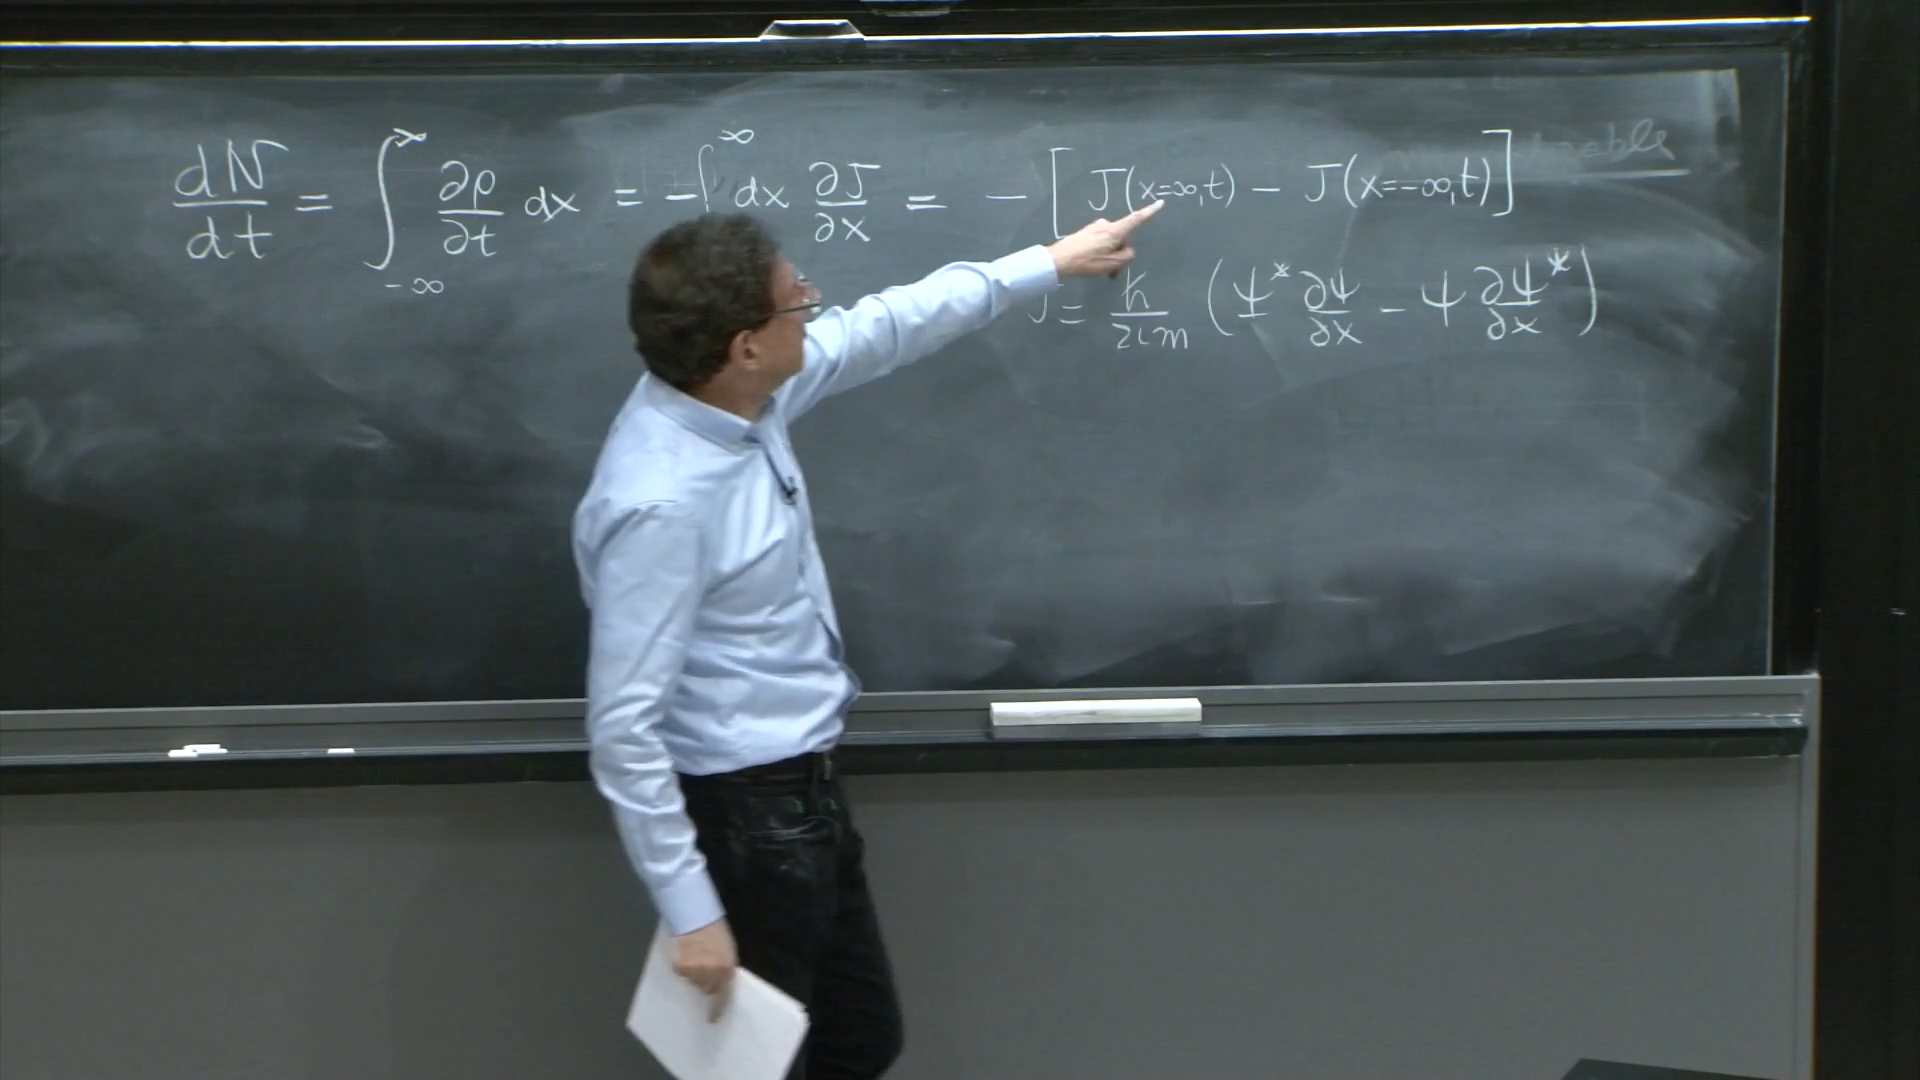 dN/dt = ∫_{-∞}^{∞} ∂ρ/∂t dx = -∫^{∞} dx ∂J/∂x = - [ J(x=∞,t) - J(x=-∞,t) ]
J = ħ/2im ( Ψ* ∂Ψ/∂x - Ψ ∂Ψ*/∂x )